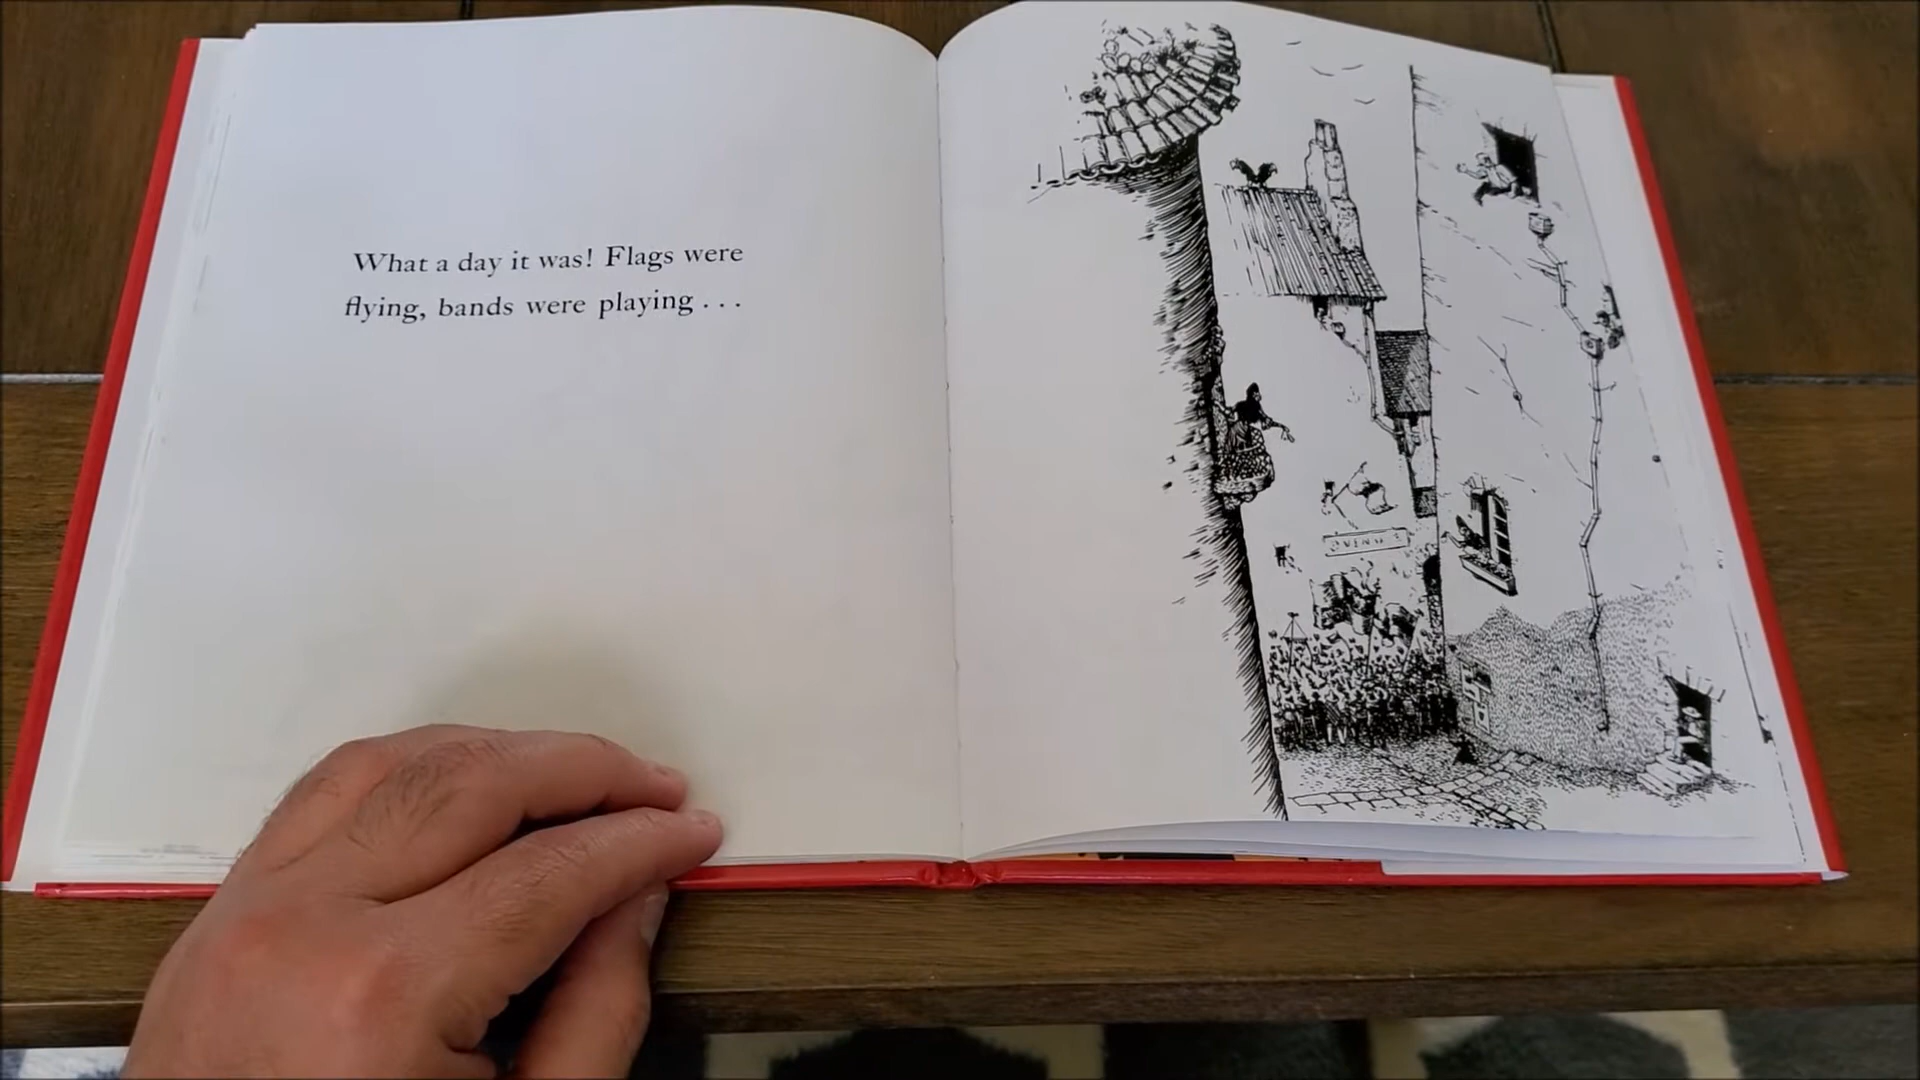 What a day it was! Flags were
flying, bands were playing . . .